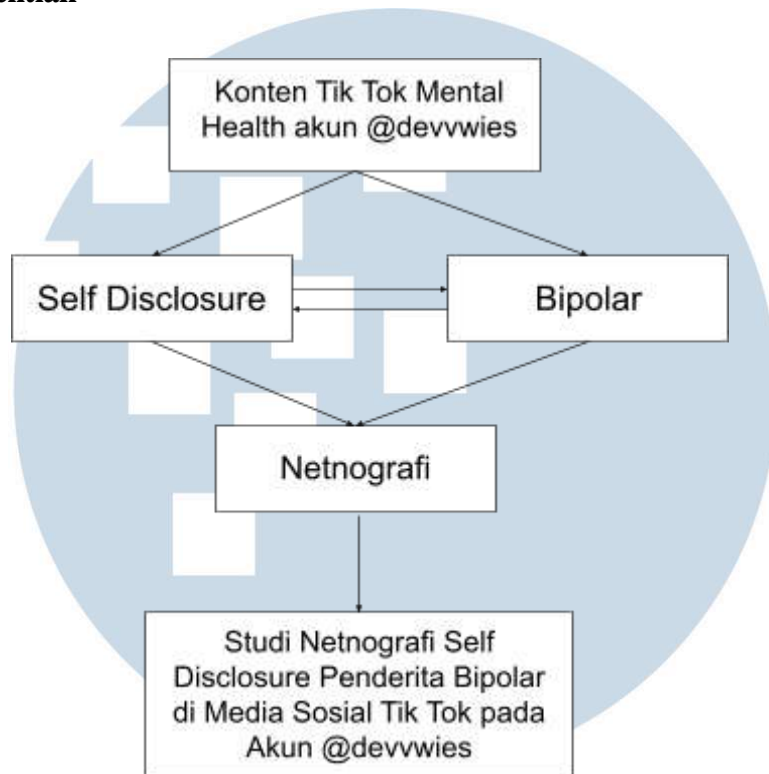 Konten Tik Tok Mental
Health akun @devvwies
Self Disclosure
Bipolar
Netnografi
Studi Netnografi Self
Disclosure Penderita Bipolar
di Media Sosial Tik Tok pada
Akun @devvwies